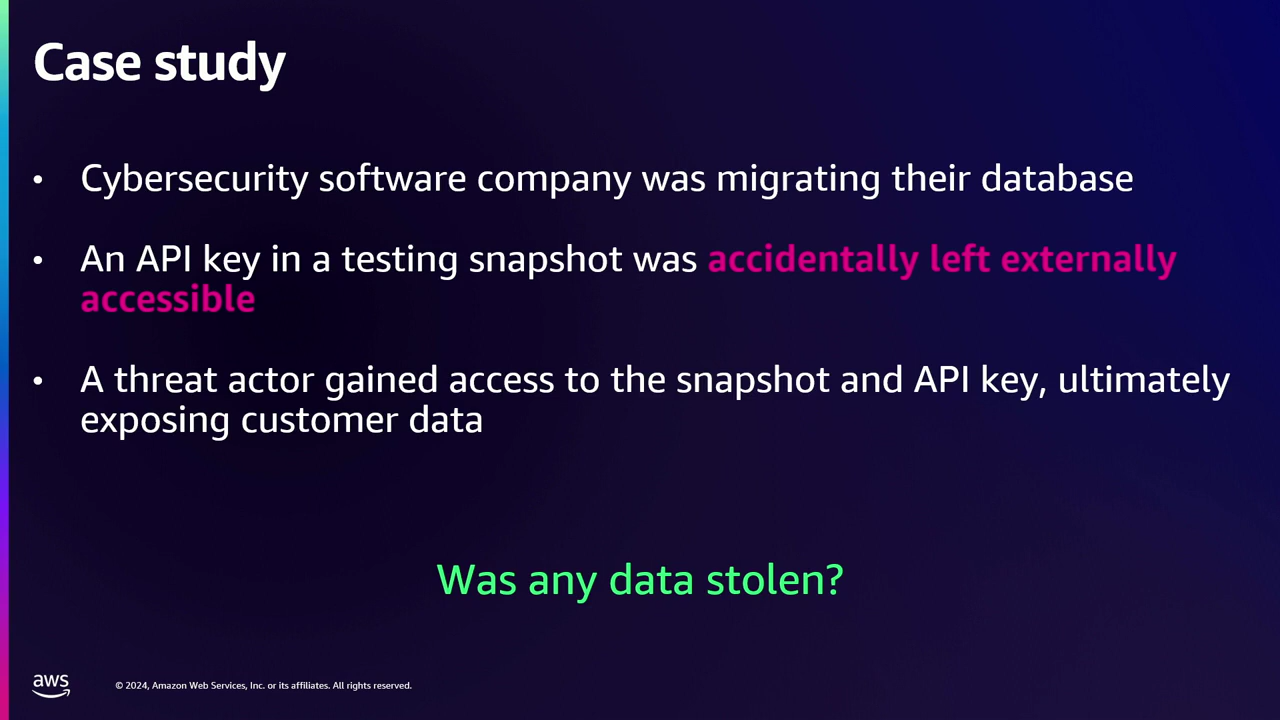 Case study
• Cybersecurity software company was migrating their database
• An API key in a testing snapshot was accidentally left externally
accessible
• A threat actor gained access to the snapshot and API key, ultimately
exposing customer data
Was any data stolen?
aws
© 2024, Amazon Web Services, Inc. or its affiliates. All rights reserved.